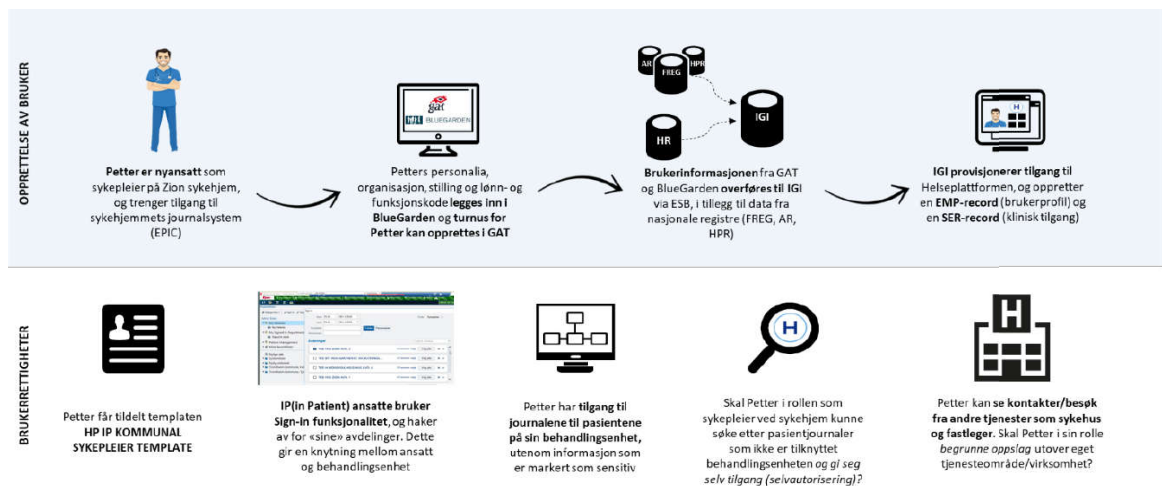 OPPRETTELSE AV BRUKER
Petter er nyansatt som
sykepleier på Zion sykehjem,
og trenger tilgang til
sykehjemmets journalsystem
(EPIC)
gat
BLUEGARDEN
Petters personalia,
organisasjon, stilling og lønn- og
funksjonskode legges inn i
BlueGarden og turnus for
Petter kan opprettes i GAT
AR
FREG
HPR
HR
IGI
Brukerinformasjonen fra GAT
og BlueGarden overføres til IGI
via ESB, i tillegg til data fra
nasjonale registre (FREG, AR,
HPR)
H
IGI provisjonerer tilgang til
Helseplattformen, og oppretter
en EMP-record (brukerprofil) og
en SER-record (klinisk tilgang)
BRUKERRETTIGHETER
Petter får tildelt templaten
HP IP KOMMUNAL
SYKEPLEIER TEMPLATE
IP(in Patient) ansatte bruker
Sign-in funksjonalitet, og haker
av for «sine» avdelinger. Dette
gir en knytning mellom ansatt
og behandlingsenhet
Petter har tilgang til
journalene til pasientene
på sin behandlingsenhet,
utenom informasjon som
er markert som sensitiv
H
Skal Petter i rollen som
sykepleier ved sykehjem kunne
søke etter pasientjournaler
som ikke er tilknyttet
behandlingsenheten og gi seg
selv tilgang (selvautorisering)?
H
Petter kan se kontakter/besøk
fra andre tjenester som sykehus
og fastleger. Skal Petter i sin rolle
begrunne oppslag utover eget
tjenesteområde/virksomhet?